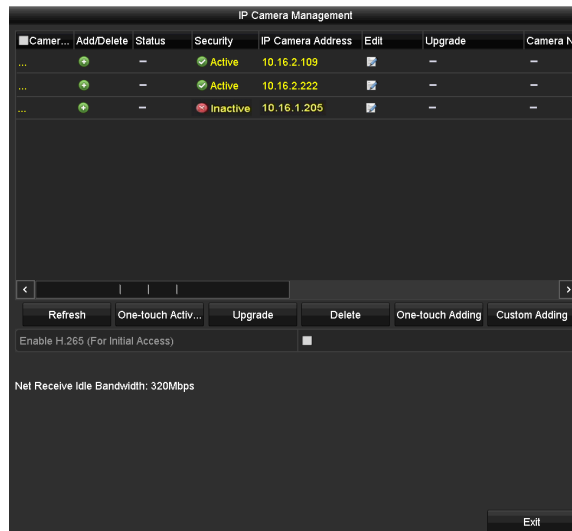 IP Camera Management
Camer... Add/Delete Status Security IP Camera Address Edit Upgrade Camera N
... – Active 10.16.2.109 –  –
... – Active 10.16.2.222 – –
... – Inactive 10.16.1.205 – –
Refresh One-touch Activ... Upgrade Delete One-touch Adding Custom Adding
Enable H.265 (For Initial Access)
Net Receive Idle Bandwidth: 320Mbps
Exit